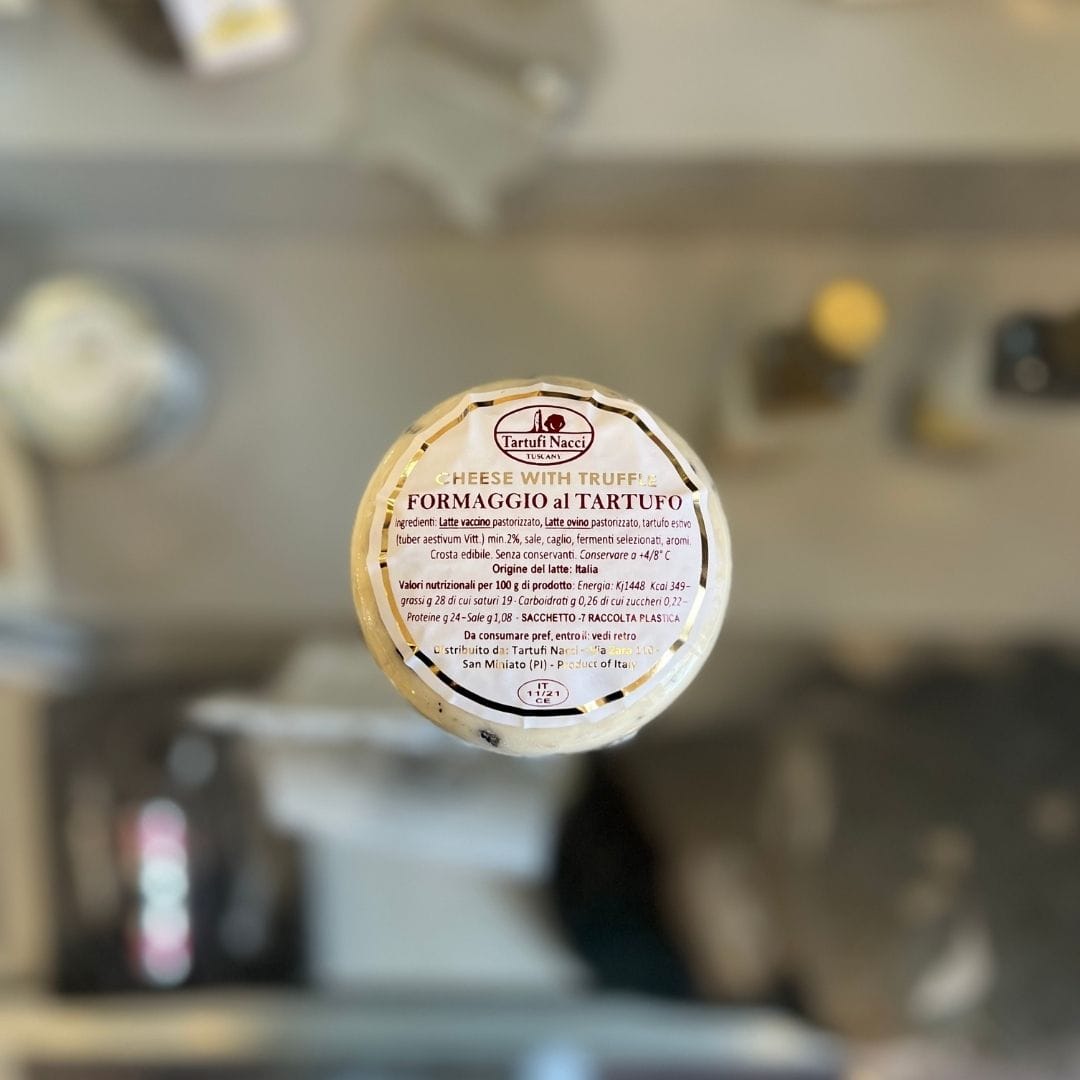 Tartufi Nacci
TUSCANY
CHEESE WITH TRUFFLE
FORMAGGIO al TARTUFO
Ingredienti: Latte vaccino pastorizzato, Latte ovino pastorizzato, tartufo estivo
(tuber aestivum Vitt.) min.2%, sale, caglio, fermenti selezionati, aromi.
Crosta edibile. Senza conservanti. Conservare a +4/8° C
Origine del latte: Italia
Valori nutrizionali per 100 g di prodotto: Energia: Kj1448 Kcal 349-
grassi g 28 di cui saturi 19- Carboidrati g 0,26 di cui zuccheri 0,22-
Proteine g 24-Sale g 1,08 - SACCHETTO -7 RACCOLTA PLASTICA
Da consumare pref. entro il: vedi retro
Distribuito da: Tartufi Nacci - Via Zara 110 -
San Miniato (PI) - Product of Italy
IT
11/21
CE